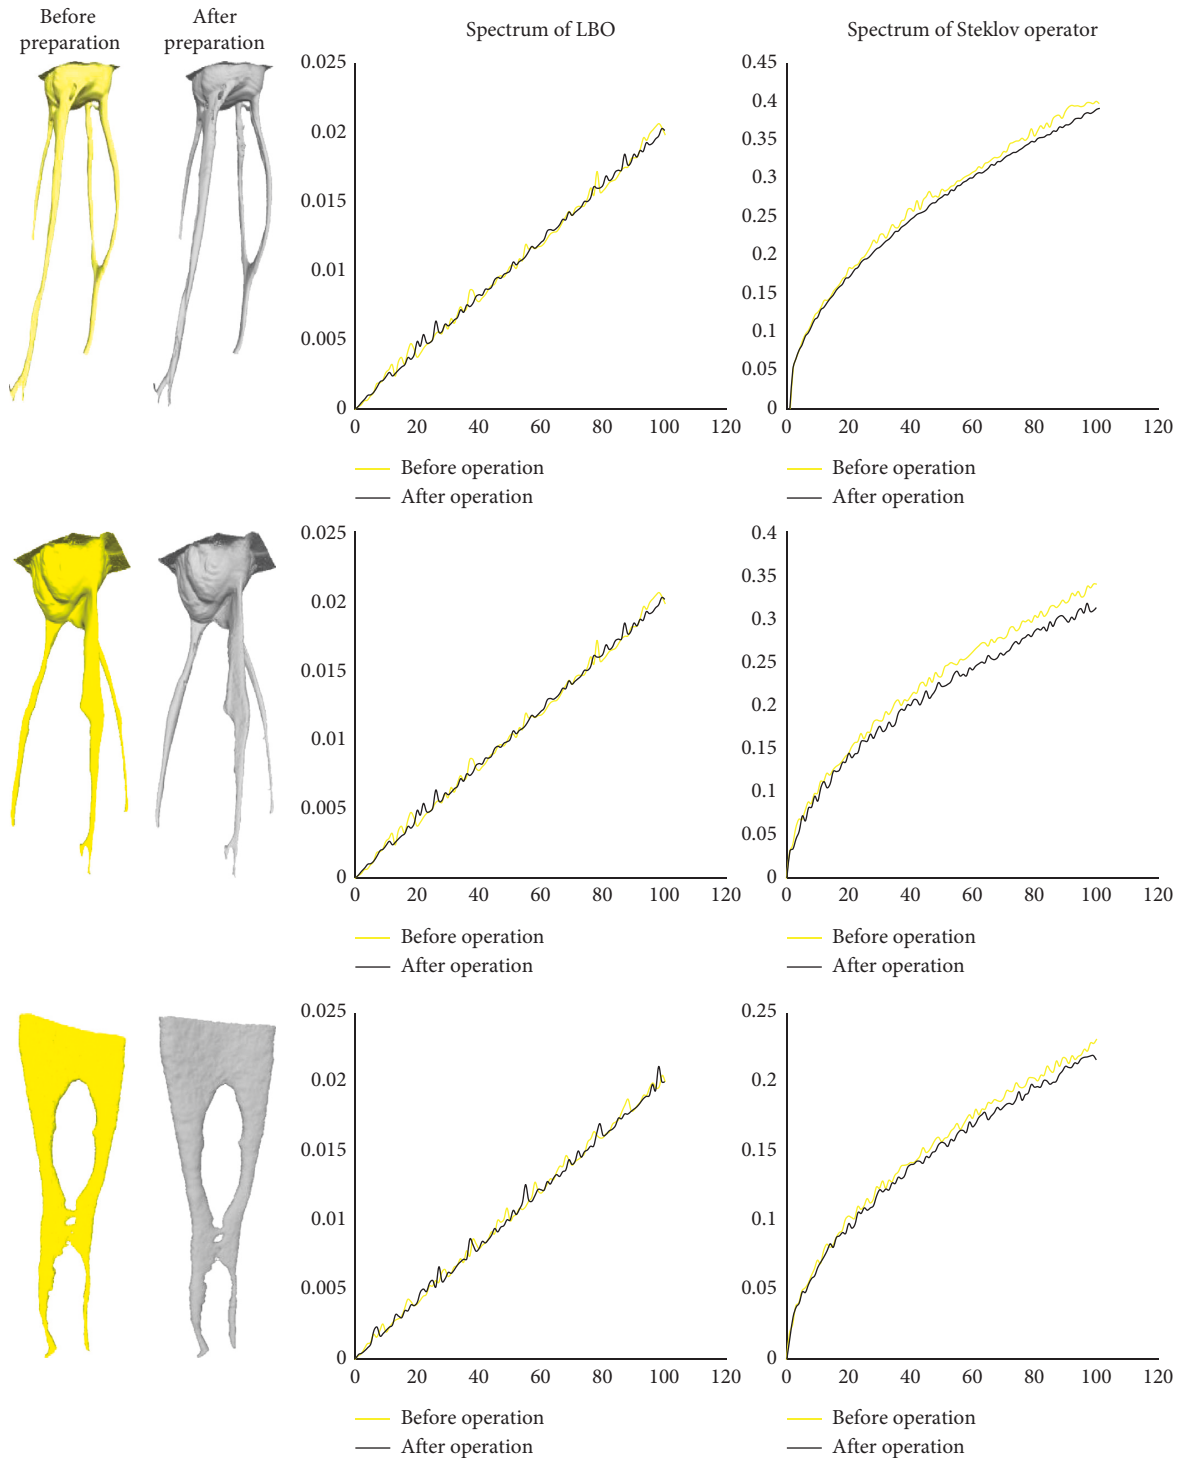 Before
preparation
After
preparation
Spectrum of LBO
Spectrum of Steklov operator
0.025
0.02
0.015
0.01
0.005
0
0 20 40 60 80 100 120
Before operation
After operation
0.45
0.4
0.35
0.3
0.25
0.2
0.15
0.1
0.05
0
0 20 40 60 80 100 120
Before operation
After operation
0.025
0.02
0.015
0.01
0.005
0
0 20 40 60 80 100 120
Before operation
After operation
0.4
0.35
0.3
0.25
0.2
0.15
0.1
0.05
0
0 20 40 60 80 100 120
Before operation
After operation
0.025
0.02
0.015
0.01
0.005
0
0 20 40 60 80 100 120
Before operation
After operation
0.25
0.2
0.15
0.1
0.05
0
0 20 40 60 80 100 120
Before operation
After operation